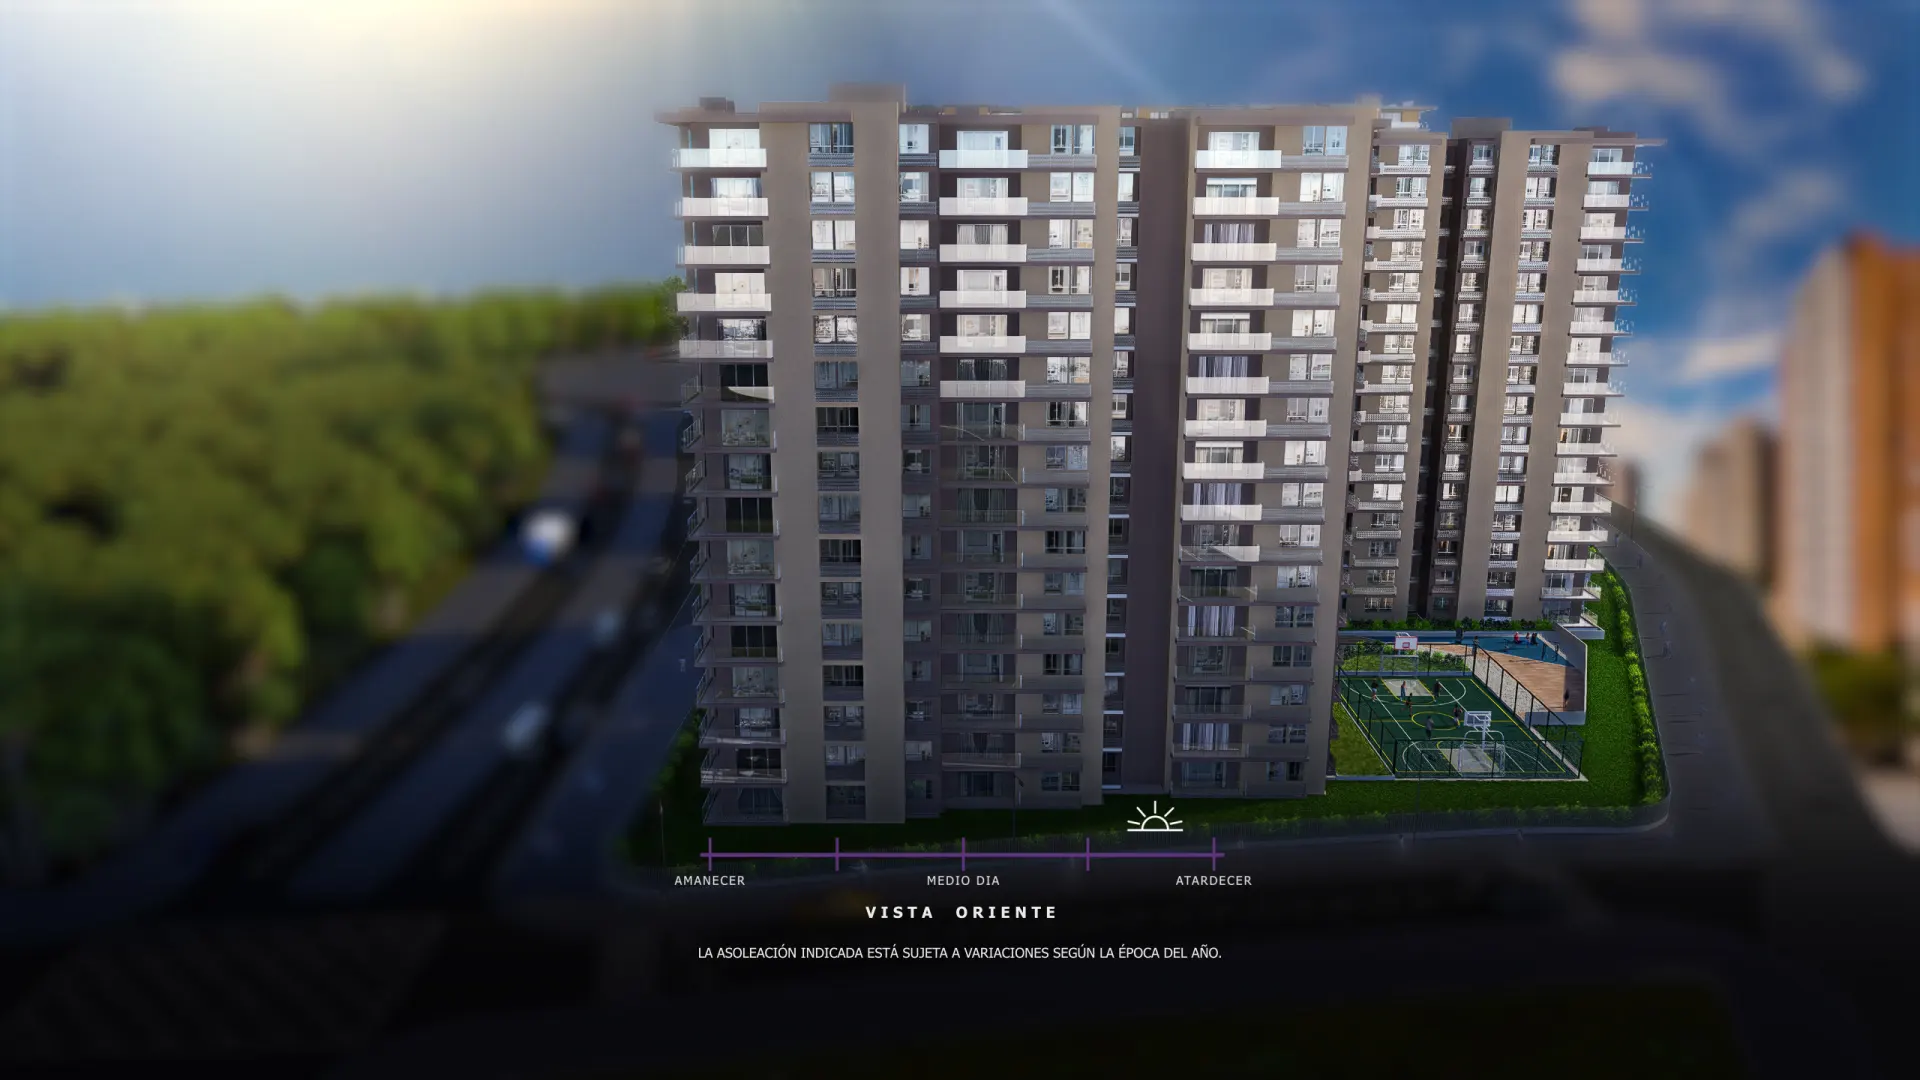 AMANECER MEDIO DIA ATARDECER
VISTA ORIENTE
LA ASOLEACIÓN INDICADA ESTÁ SUJETA A VARIACIONES SEGÚN LA ÉPOCA DEL AÑO.